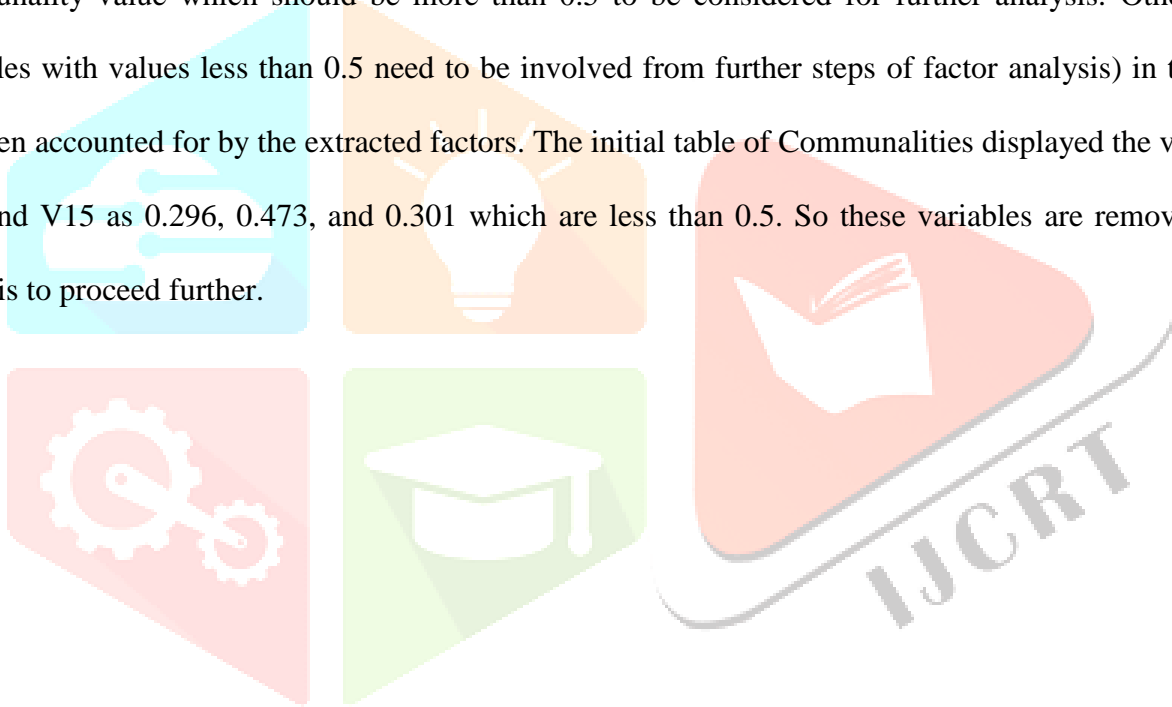 unality value which should be more than 0.5 to be considered for further analysis. Othe
les with values less than 0.5 need to be involved from further steps of factor analysis) in t
en accounted for by the extracted factors. The initial table of Communalities displayed the v
nd V15 as 0.296, 0.473, and 0.301 which are less than 0.5. So these variables are remov
is to proceed further.
IJCRT